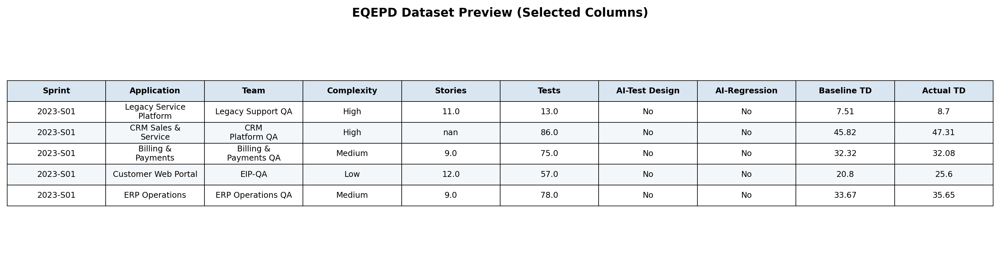 EQEPD Dataset Preview (Selected Columns)
Sprint Application Team Complexity Stories Tests AI-Test Design AI-Regression Baseline TD Actual TD
2023-S01 Legacy Service
Platform Legacy Support QA High 11.0 13.0 No No 7.51 8.7
2023-S01 CRM Sales &
Service CRM
Platform QA High nan 86.0 No No 45.82 47.31
2023-S01 Billing &
Payments Billing &
Payments QA Medium 9.0 75.0 No No 32.32 32.08
2023-S01 Customer Web Portal EIP-QA Low 12.0 57.0 No No 20.8 25.6
2023-S01 ERP Operations ERP Operations QA Medium 9.0 78.0 No No 33.67 35.65